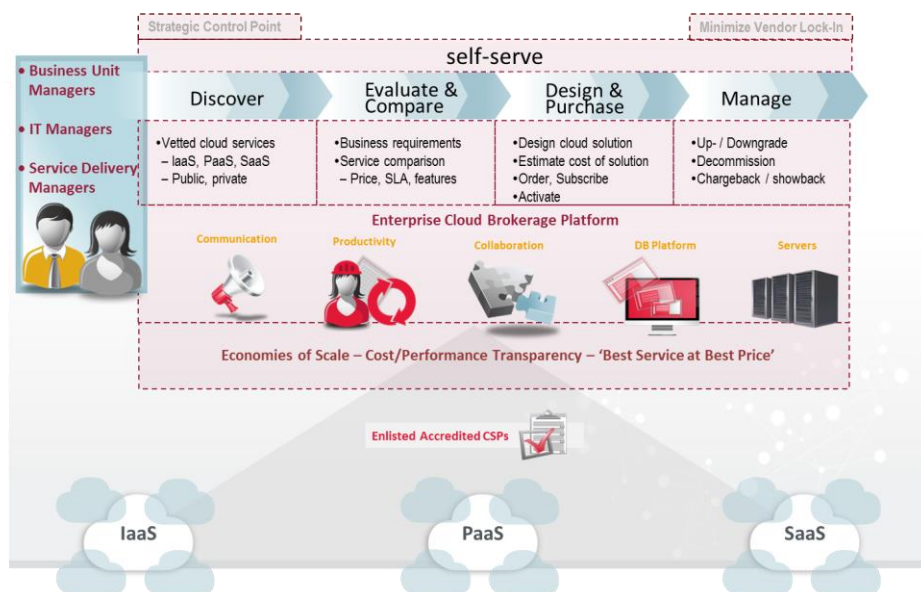 Strategic Control Point
Minimize Vendor Lock-In
self-serve
• Business Unit
Managers
• IT Managers
• Service Delivery
Managers
Discover
Evaluate &
Compare
Design &
Purchase
Manage
•Vetted cloud services
– IaaS, PaaS, SaaS
– Public, private
•Business requirements
•Service comparison
– Price, SLA, features
•Design cloud solution
•Estimate cost of solution
•Order, Subscribe
•Activate
•Up- / Downgrade
•Decommission
•Chargeback / showback
Enterprise Cloud Brokerage Platform
Communication
Productivity
Collaboration
DB Platform
Servers
Economies of Scale – Cost/Performance Transparency – ‘Best Service at Best Price’
Enlisted Accredited CSPs
IaaS
PaaS
SaaS